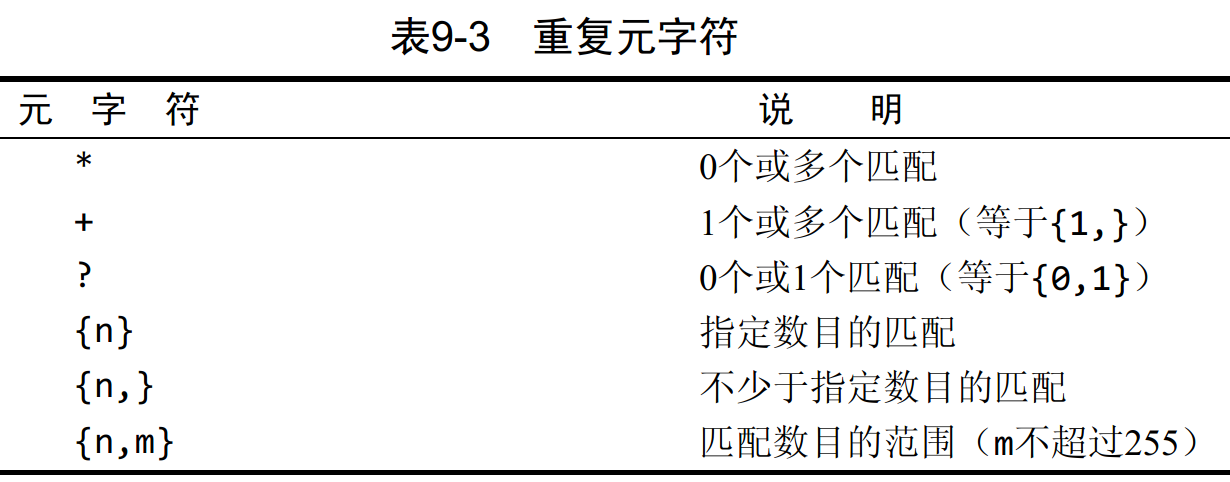 表9-3 重复元字符
元 字 符 说 明
* 0个或多个匹配
+ 1个或多个匹配（等于{1,}）
? 0个或1个匹配（等于{0,1}）
{n} 指定数目的匹配
{n,} 不少于指定数目的匹配
{n,m} 匹配数目的范围（m不超过255）